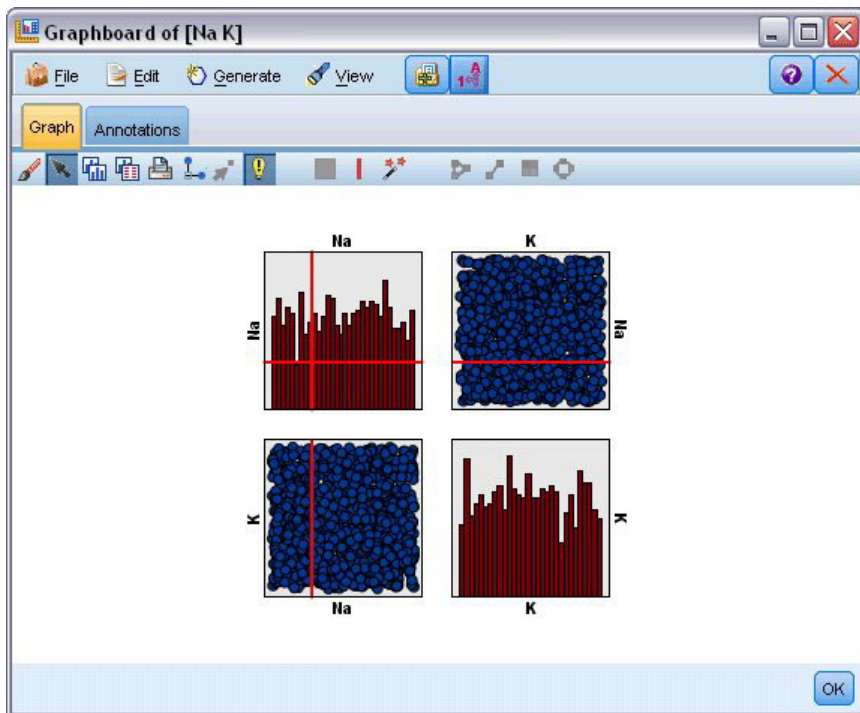 Graphboard of [Na K]
File Edit Generate View
Graph Annotations
Na K
Na Na
K K
Na K
OK